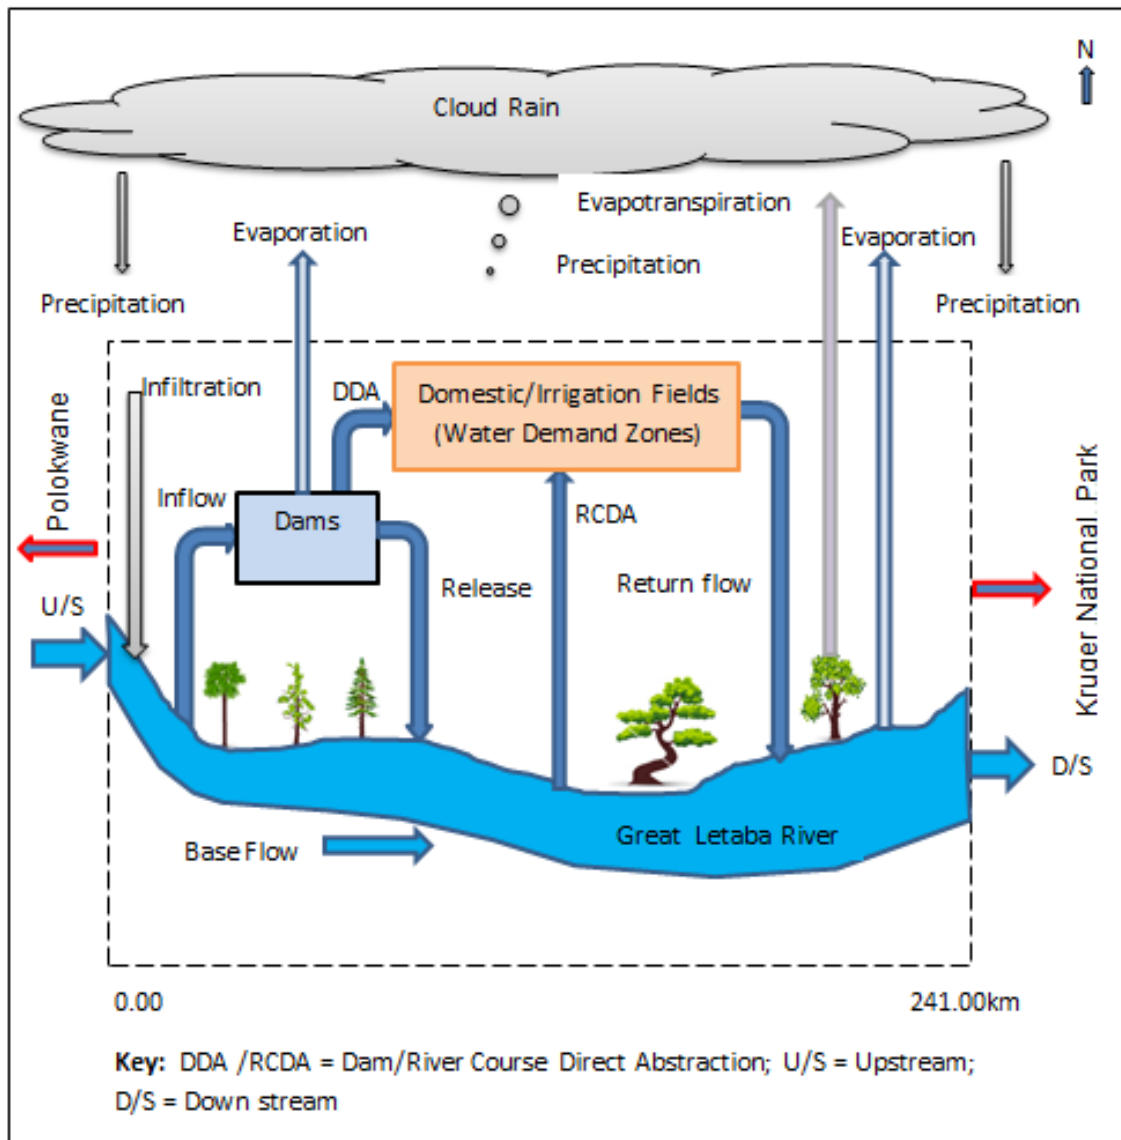 N
Cloud Rain
Evapotranspiration
Evaporation
Evaporation
Precipitation
Precipitation
Precipitation
Infiltration
DDA
Domestic/Irrigation Fields
(Water Demand Zones)
Polokwane
Inflow
Dams
RCDA
Kruger National Park
Release
Return flow
U/S
D/S
Great Letaba River
Base Flow
0.00
241.00km
Key: DDA /RCDA = Dam/River Course Direct Abstraction; U/S = Upstream;
D/S = Down stream